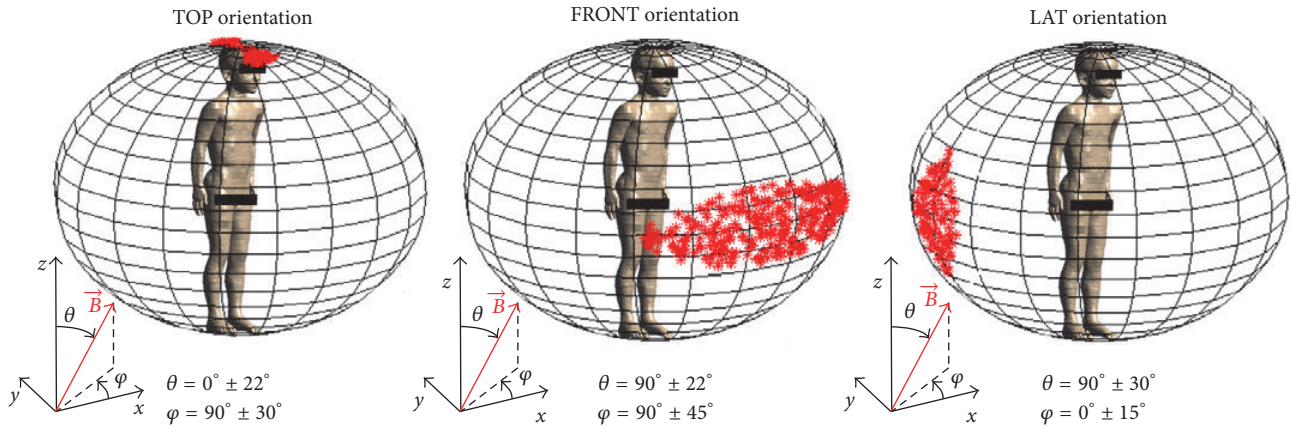 TOP orientation
FRONT orientation
LAT orientation
z
B
θ
φ
y
x
θ = 0° ± 22°
φ = 90° ± 30°
z
B
θ
φ
y
x
θ = 90° ± 22°
φ = 90° ± 45°
z
B
θ
φ
y
x
θ = 90° ± 30°
φ = 0° ± 15°